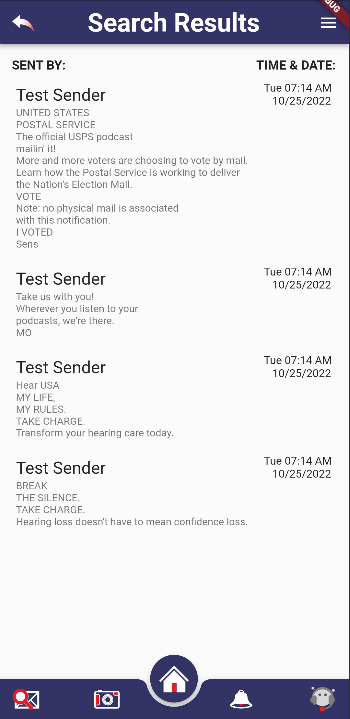 Search Results
SENT BY:
TIME & DATE:
Test Sender
Tue 07:14 AM
10/25/2022
UNITED STATES
POSTAL SERVICE
The official USPS podcast
mailin' it!
More and more voters are choosing to vote by mail.
Learn how the Postal Service is working to deliver
the Nation's Election Mail.
VOTE
Note: no physical mail is associated
with this notification.
I VOTED
Sens
Test Sender
Tue 07:14 AM
10/25/2022
Take us with you!
Wherever you listen to your
podcasts, we're there.
MO
Test Sender
Tue 07:14 AM
10/25/2022
Hear USA
MY LIFE,
MY RULES.
TAKE CHARGE.
Transform your hearing care today.
Test Sender
Tue 07:14 AM
10/25/2022
BREAK
THE SILENCE.
TAKE CHARGE.
Hearing loss doesn't have to mean confidence loss.